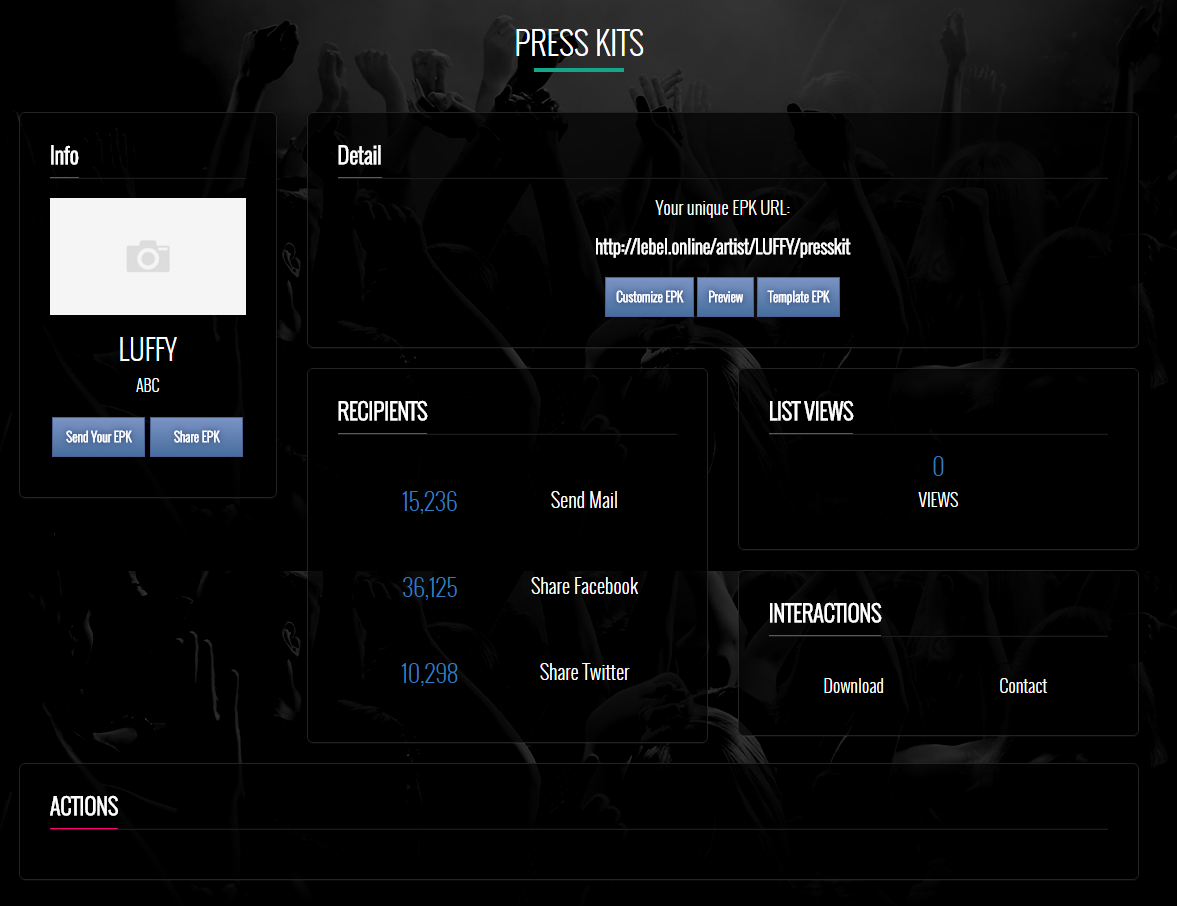 PRESS KITS
Info
LUFFY
ABC
Send Your EPK Share EPK
Detail
Your unique EPK URL:
http://lebel.online/artist/LUFFY/presskit
Customize EPK Preview Template EPK
RECIPIENTS
15,236 Send Mail
36,125 Share Facebook
10,298 Share Twitter
LIST VIEWS
0
VIEWS
INTERACTIONS
Download Contact
ACTIONS